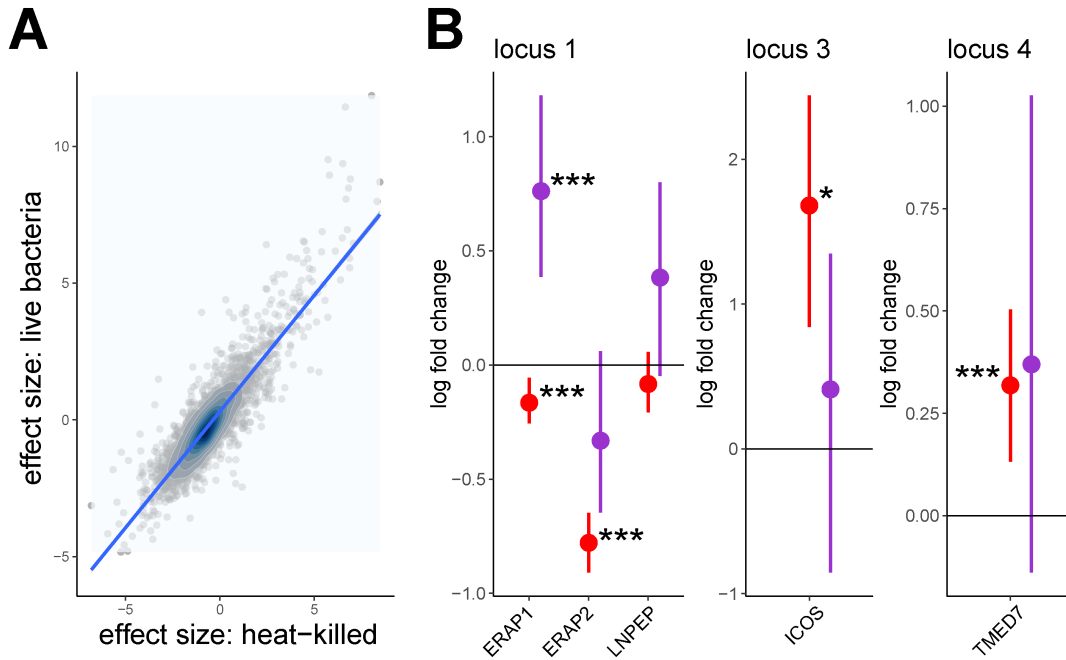 A
10
5
0
−5
−5
0
5
effect size: live bacteria
effect size: heat−killed
B
locus 1
log fold change
1.0
0.5
0.0
−0.5
−1.0
***
***
***
ERAP1
ERAP2
LNPEP
locus 3
log fold change
2
1
0
−1
*
ICOS
locus 4
log fold change
1.00
0.75
0.50
0.25
0.00
***
TMED7